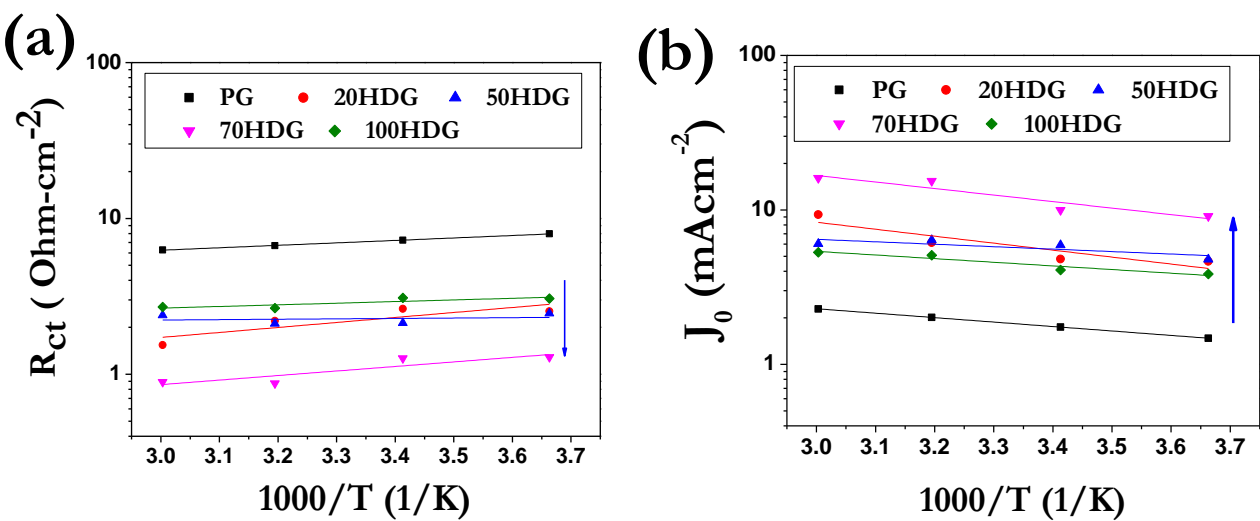 (a)
100
10
1
R_ct ( Ohm-cm^-2)
PG 20HDG 50HDG
70HDG 100HDG
3.0 3.1 3.2 3.3 3.4 3.5 3.6 3.7
1000/T (1/K)
(b)
100
10
1
J_0 (mAcm^-2)
PG 20HDG 50HDG
70HDG 100HDG
3.0 3.1 3.2 3.3 3.4 3.5 3.6 3.7
1000/T (1/K)